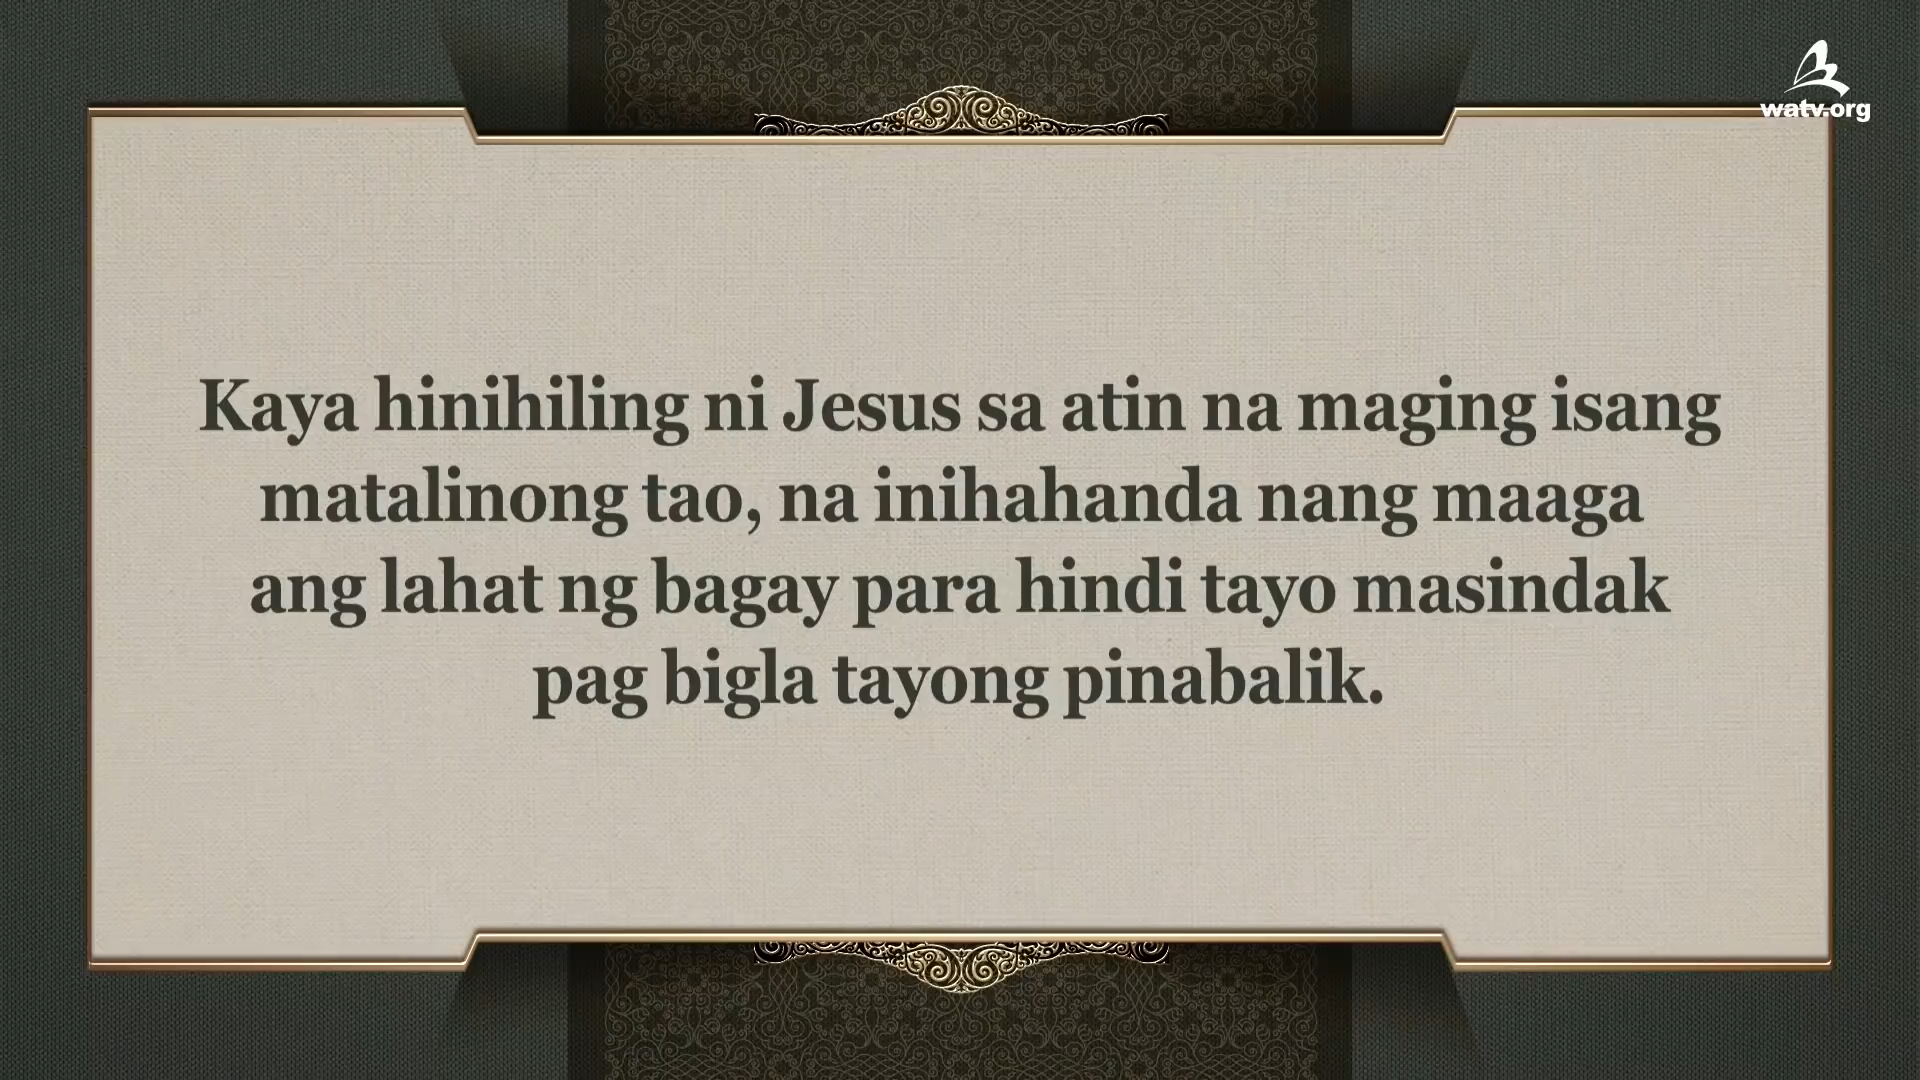 watv.org
Kaya hinihiling ni Jesus sa atin na maging isang
matalinong tao, na inihahanda nang maaga
ang lahat ng bagay para hindi tayo masindak
pag bigla tayong pinabalik.